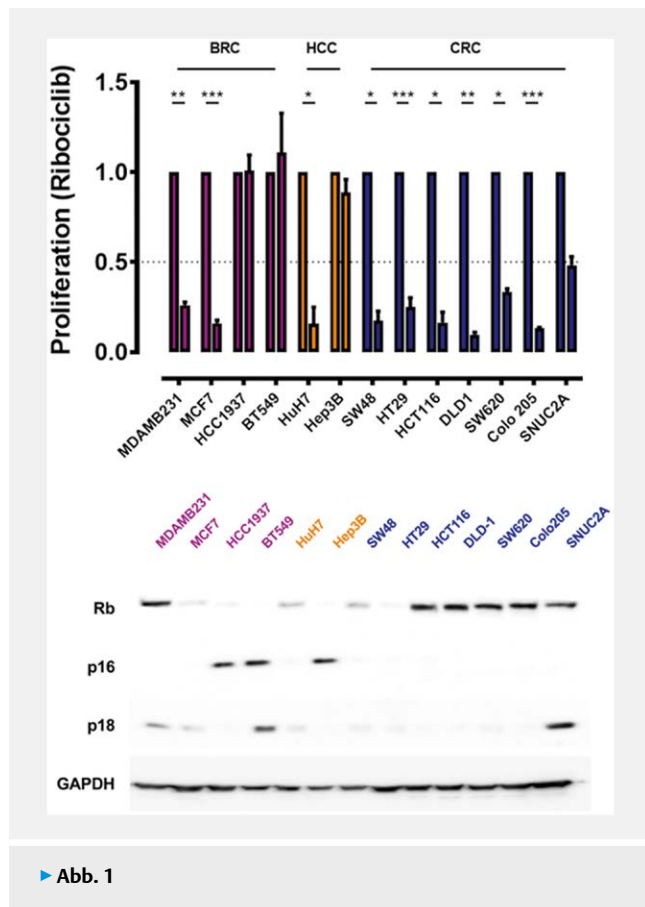 BRC HCC CRC
** *** * * *** * ** * ***
Proliferation (Ribociclib)
1.5
1.0
0.5
0.0
MDAMB231 MCF7 HCC1937 BT549 HuH7 Hep3B SW48 HT29 HCT116 DLD1 SW620 Colo 205 SNUC2A
MDAMB231 MCF7 HCC1937 BT549 HuH7 Hep3B SW48 HT29 HCT116 DLD-1 SW620 Colo205 SNUC2A
Rb
p16
p18
GAPDH
► Abb. 1